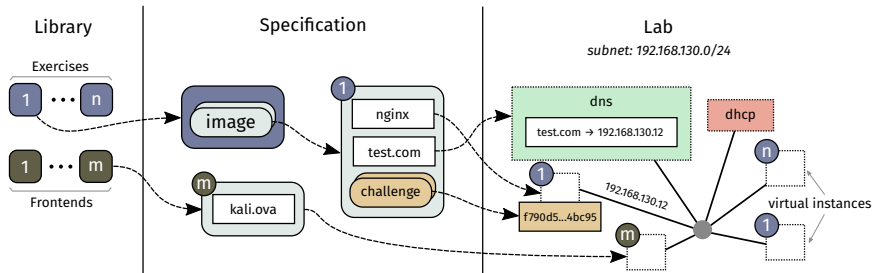 Library
Exercises
1 ••• n
1 ••• m
Frontends
Specification
image
m
kali.ova
1
nginx
test.com
challenge
Lab
subnet: 192.168.130.0/24
dns
test.com → 192.168.130.12
dhcp
1
192.168.130.12
f790d5...4bc95
m
n
virtual instances
1